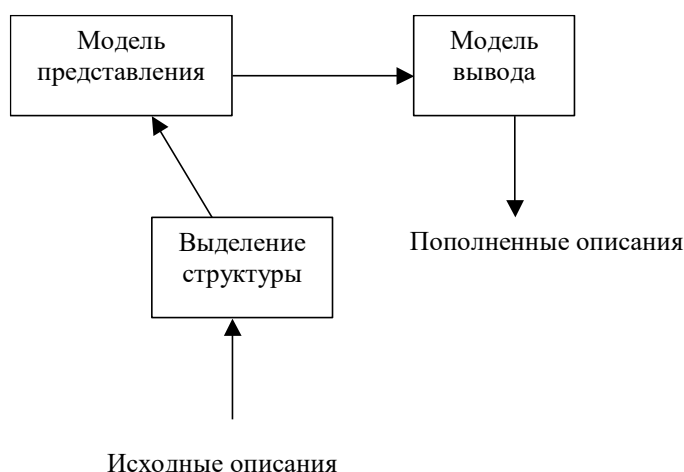 Модель
представления
Модель
вывода
Выделение
структуры
Пополненные описания
Исходные описания